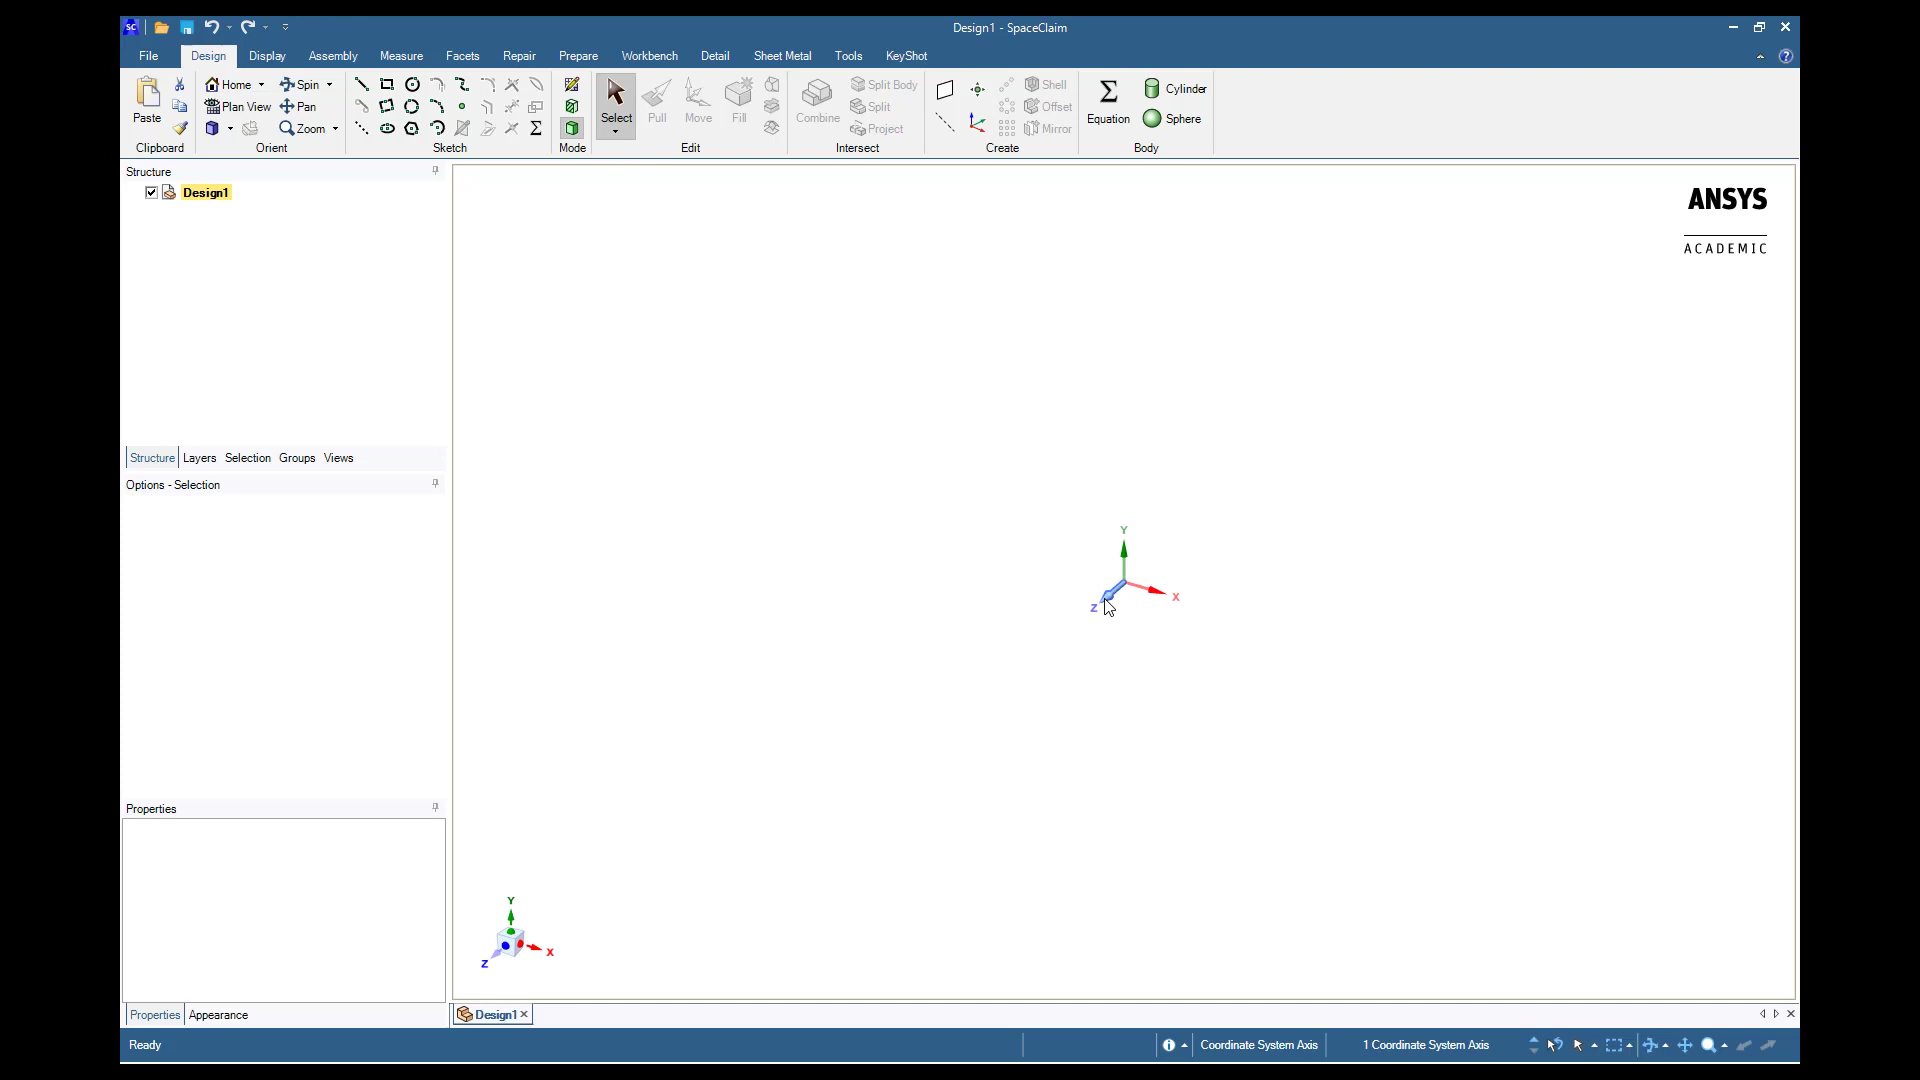 SC
Design1 - SpaceClaim
File Design Display Assembly Measure Facets Repair Prepare Workbench Detail Sheet Metal Tools KeyShot
Paste
Clipboard
Home
Plan View
Spin
Pan
Zoom
Orient
Sketch
Mode
Select Pull Move Fill
Edit
Combine
Split Body
Split
Project
Intersect
Shell
Offset
Mirror
Create
Equation
Cylinder
Sphere
Body
Structure
Design1
Structure Layers Selection Groups Views
Options - Selection
Properties
Properties Appearance
ANSYS
ACADEMIC
Y
X
Z
Y
X
Z
Design1
Ready
Coordinate System Axis
1 Coordinate System Axis